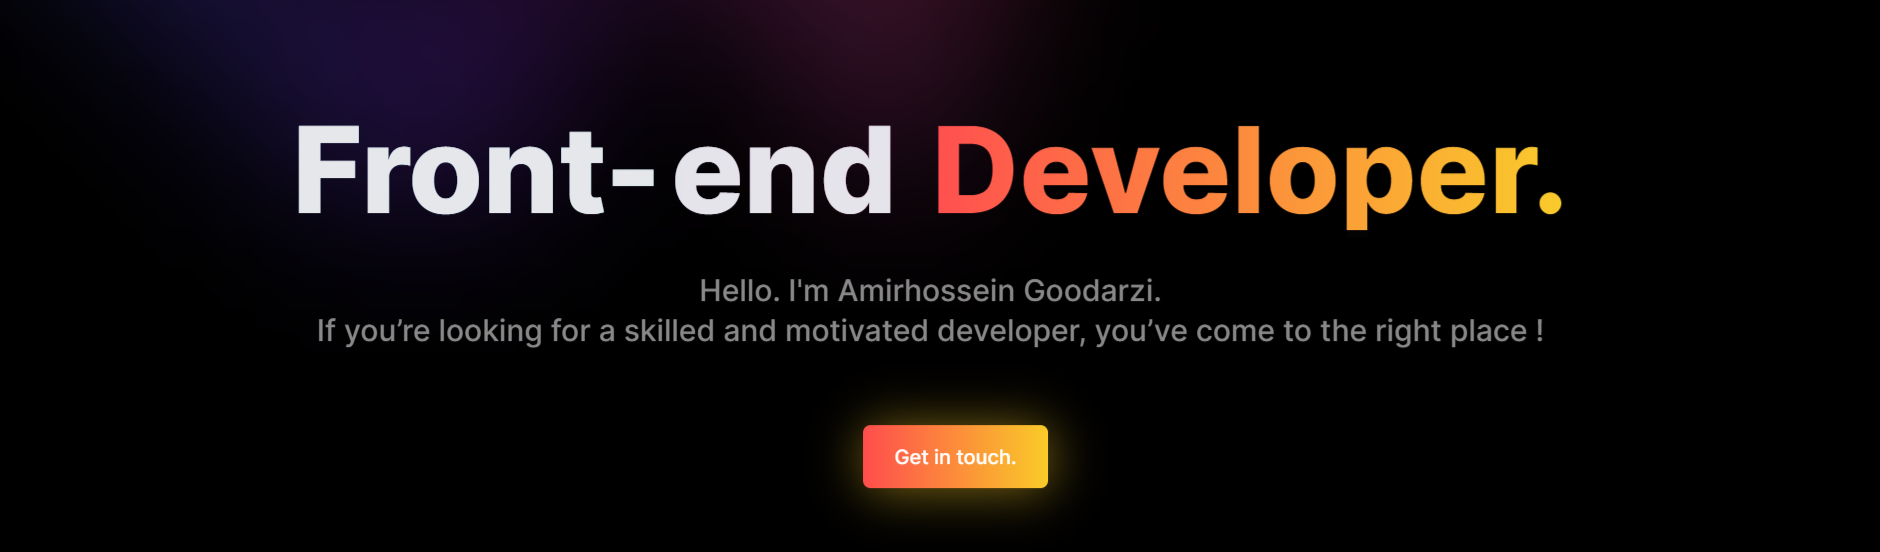 Front-end Developer.
Hello. I'm Amirhossein Goodarzi.
If you’re looking for a skilled and motivated developer, you’ve come to the right place !
Get in touch.